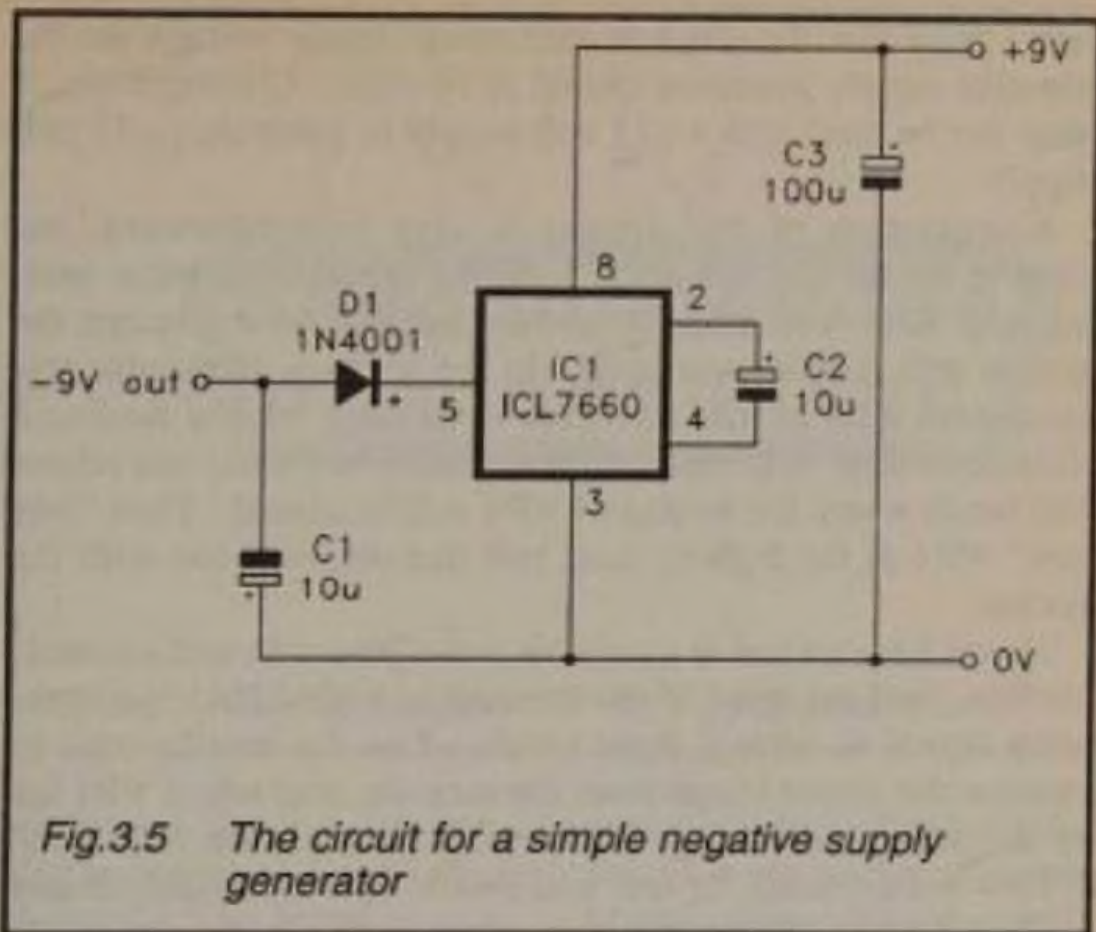 +9V
C3
100u
8
D1
1N4001
2
-9V out
IC1
ICL7660
C2
10u
5
4
3
C1
10u
0V
Fig.3.5 The circuit for a simple negative supply
generator